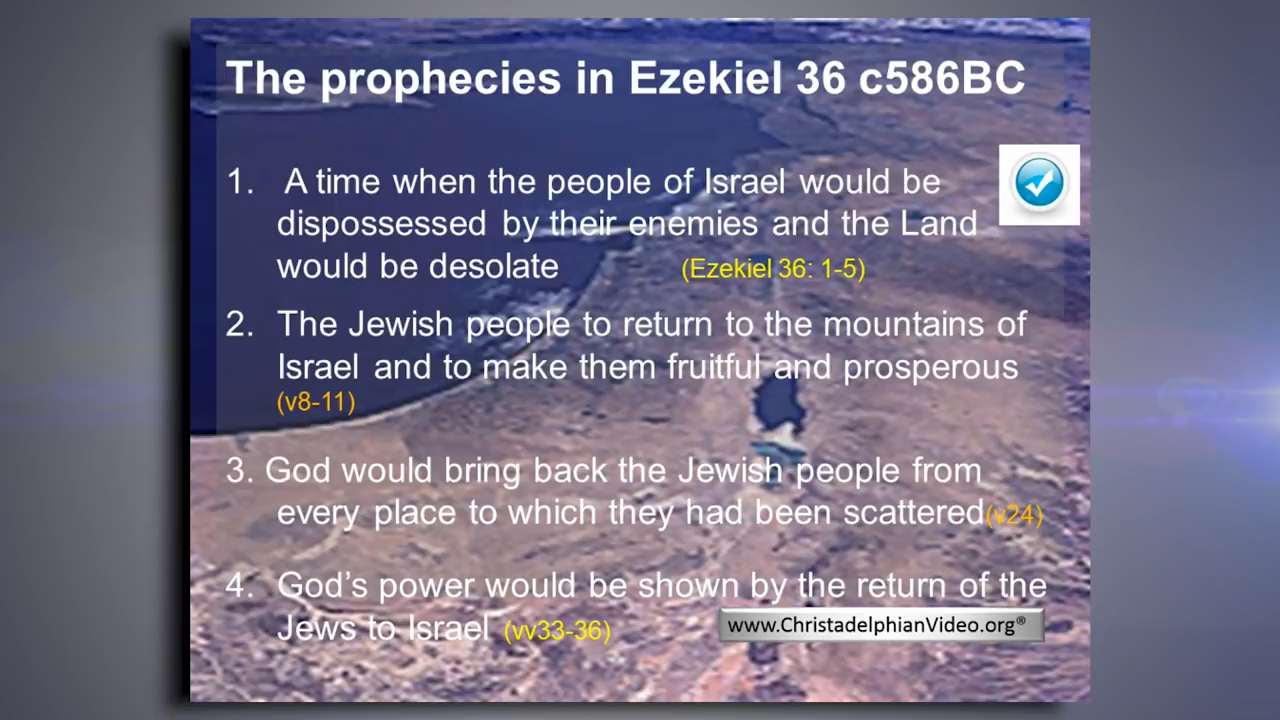 The prophecies in Ezekiel 36 c586BC
1. A time when the people of Israel would be
dispossessed by their enemies and the Land
would be desolate (Ezekiel 36: 1-5)
2. The Jewish people to return to the mountains of
Israel and to make them fruitful and prosperous
(v8-11)
3. God would bring back the Jewish people from
every place to which they had been scattered(v24)
4. God’s power would be shown by the return of the
Jews to Israel (vv33-36)
www.ChristadelphianVideo.org®